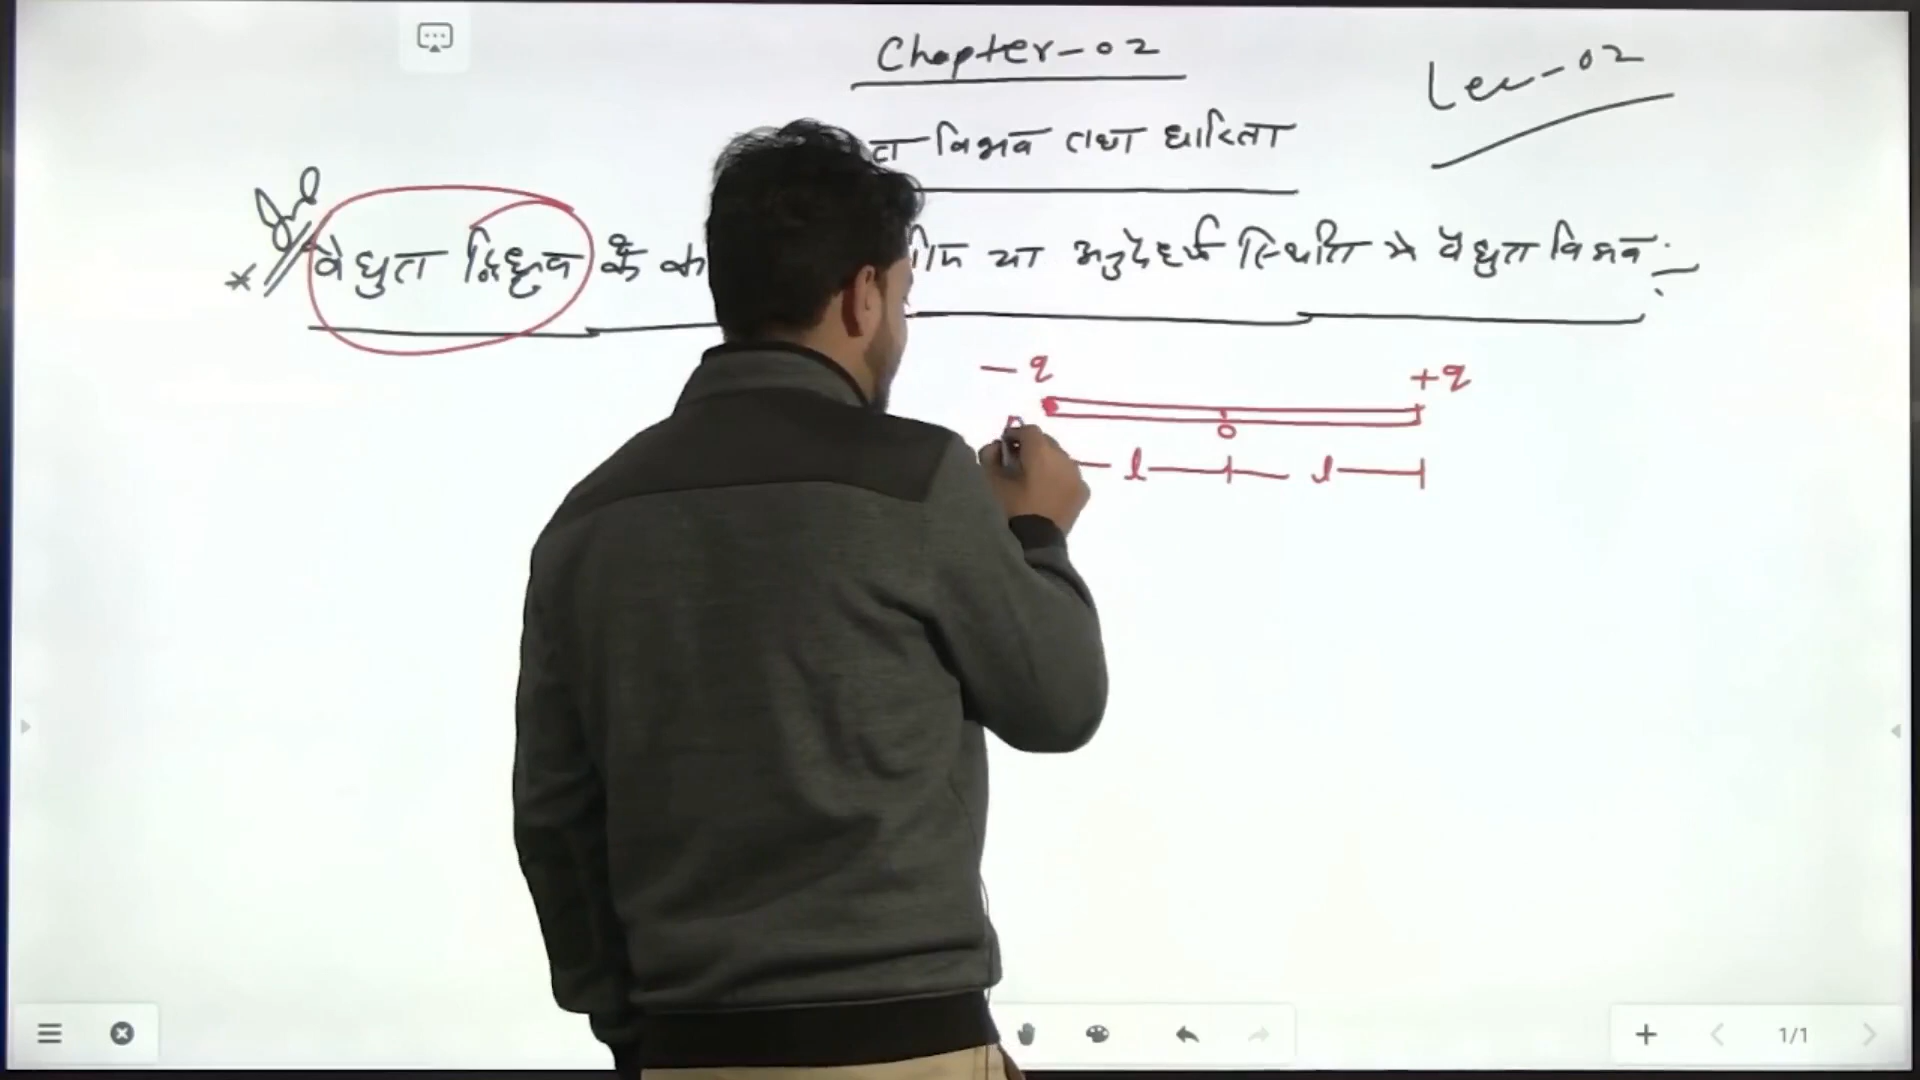 Chapter-02
Lec-02
विभव तथा धारिता
वैधुत द्विध्रुव के का या अनुदैर्ध्य स्थिति मे वैधुत विभव :-
- q
+ q
o
l l
1/1